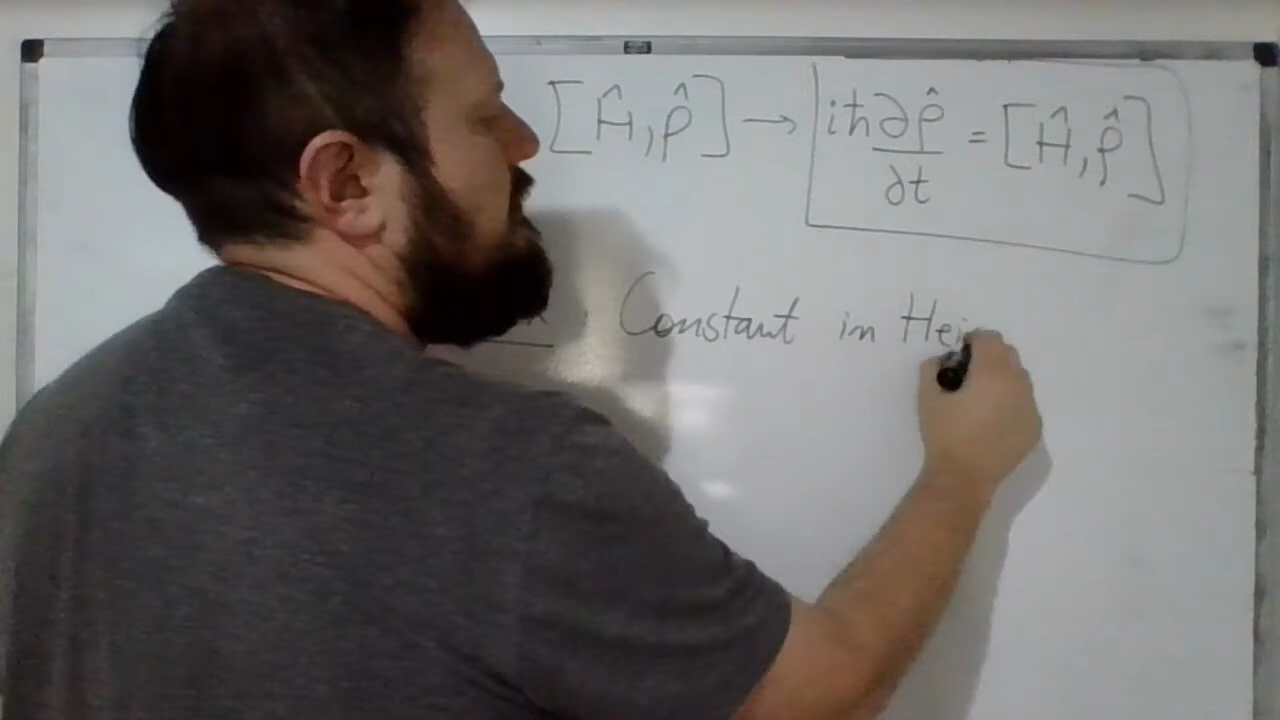 [Ĥ, ρ̂] → iħ ∂ρ̂/∂t = [Ĥ, ρ̂]
Constant in Hei